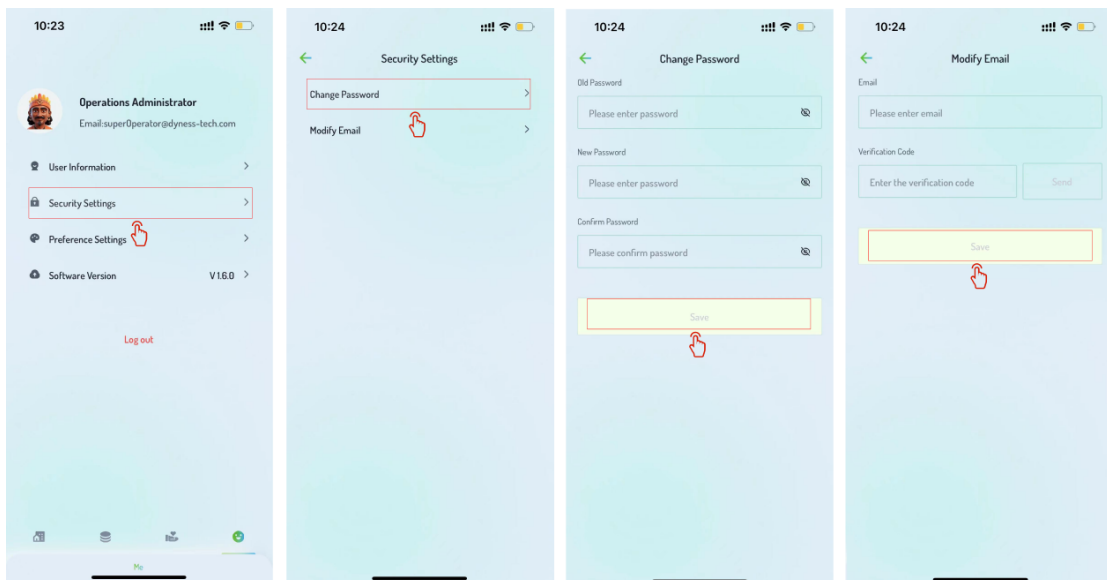 10:23
Operations Administrator
Email:superOperator@dyness-tech.com
User Information
Security Settings
Preference Settings
Software Version V 1.6.0
Log out
Me
10:24
Security Settings
Change Password
Modify Email
10:24
Change Password
Old Password
Please enter password
New Password
Please enter password
Confirm Password
Please confirm password
Save
10:24
Modify Email
Email
Please enter email
Verification Code
Enter the verification code Send
Save